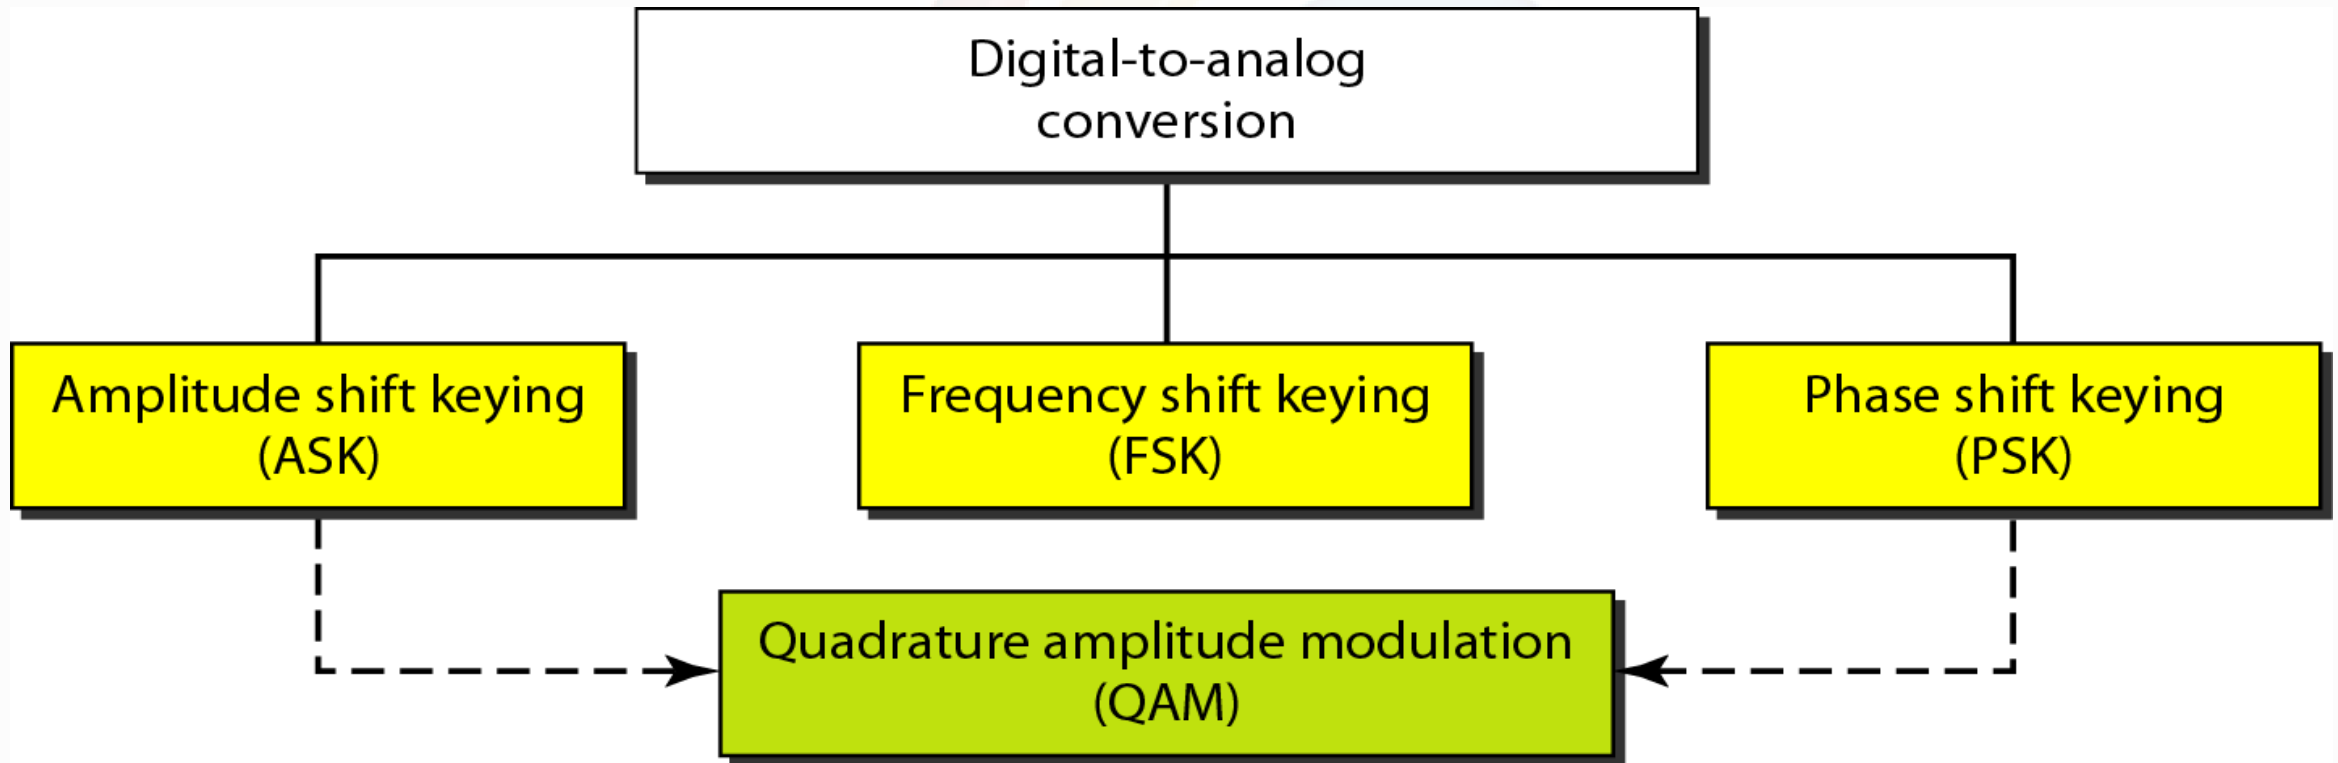 Digital-to-analog
conversion
Amplitude shift keying
(ASK)
Frequency shift keying
(FSK)
Phase shift keying
(PSK)
Quadrature amplitude modulation
(QAM)